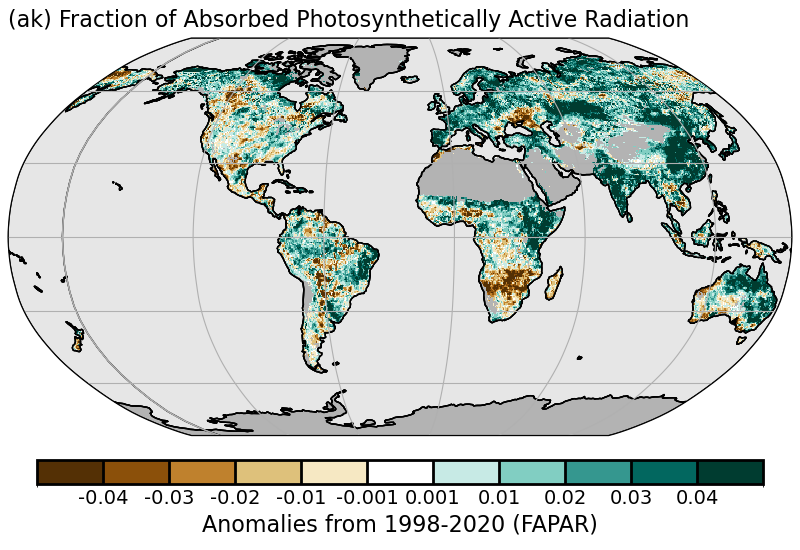 (ak) Fraction of Absorbed Photosynthetically Active Radiation
-0.04 -0.03 -0.02 -0.01 -0.001 0.001 0.01 0.02 0.03 0.04
Anomalies from 1998-2020 (FAPAR)